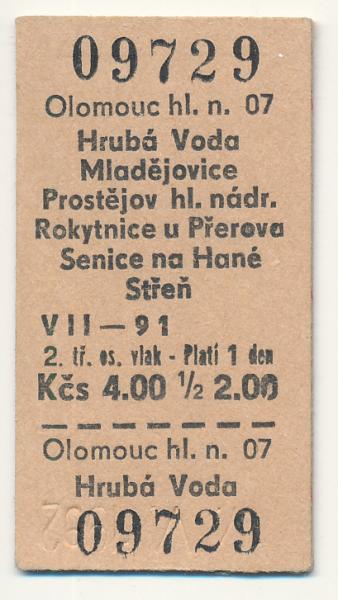 09729
Olomouc hl. n. 07
Hrubá Voda
Mladějovice
Prostějov hl. nádr.
Rokytnice u Přerova
Senice na Hané
Střeň
VII — 91
2. tř. os. vlak - Platí 1 den
Kčs 4.00 ½ 2.00
Olomouc hl. n. 07
Hrubá Voda
09729